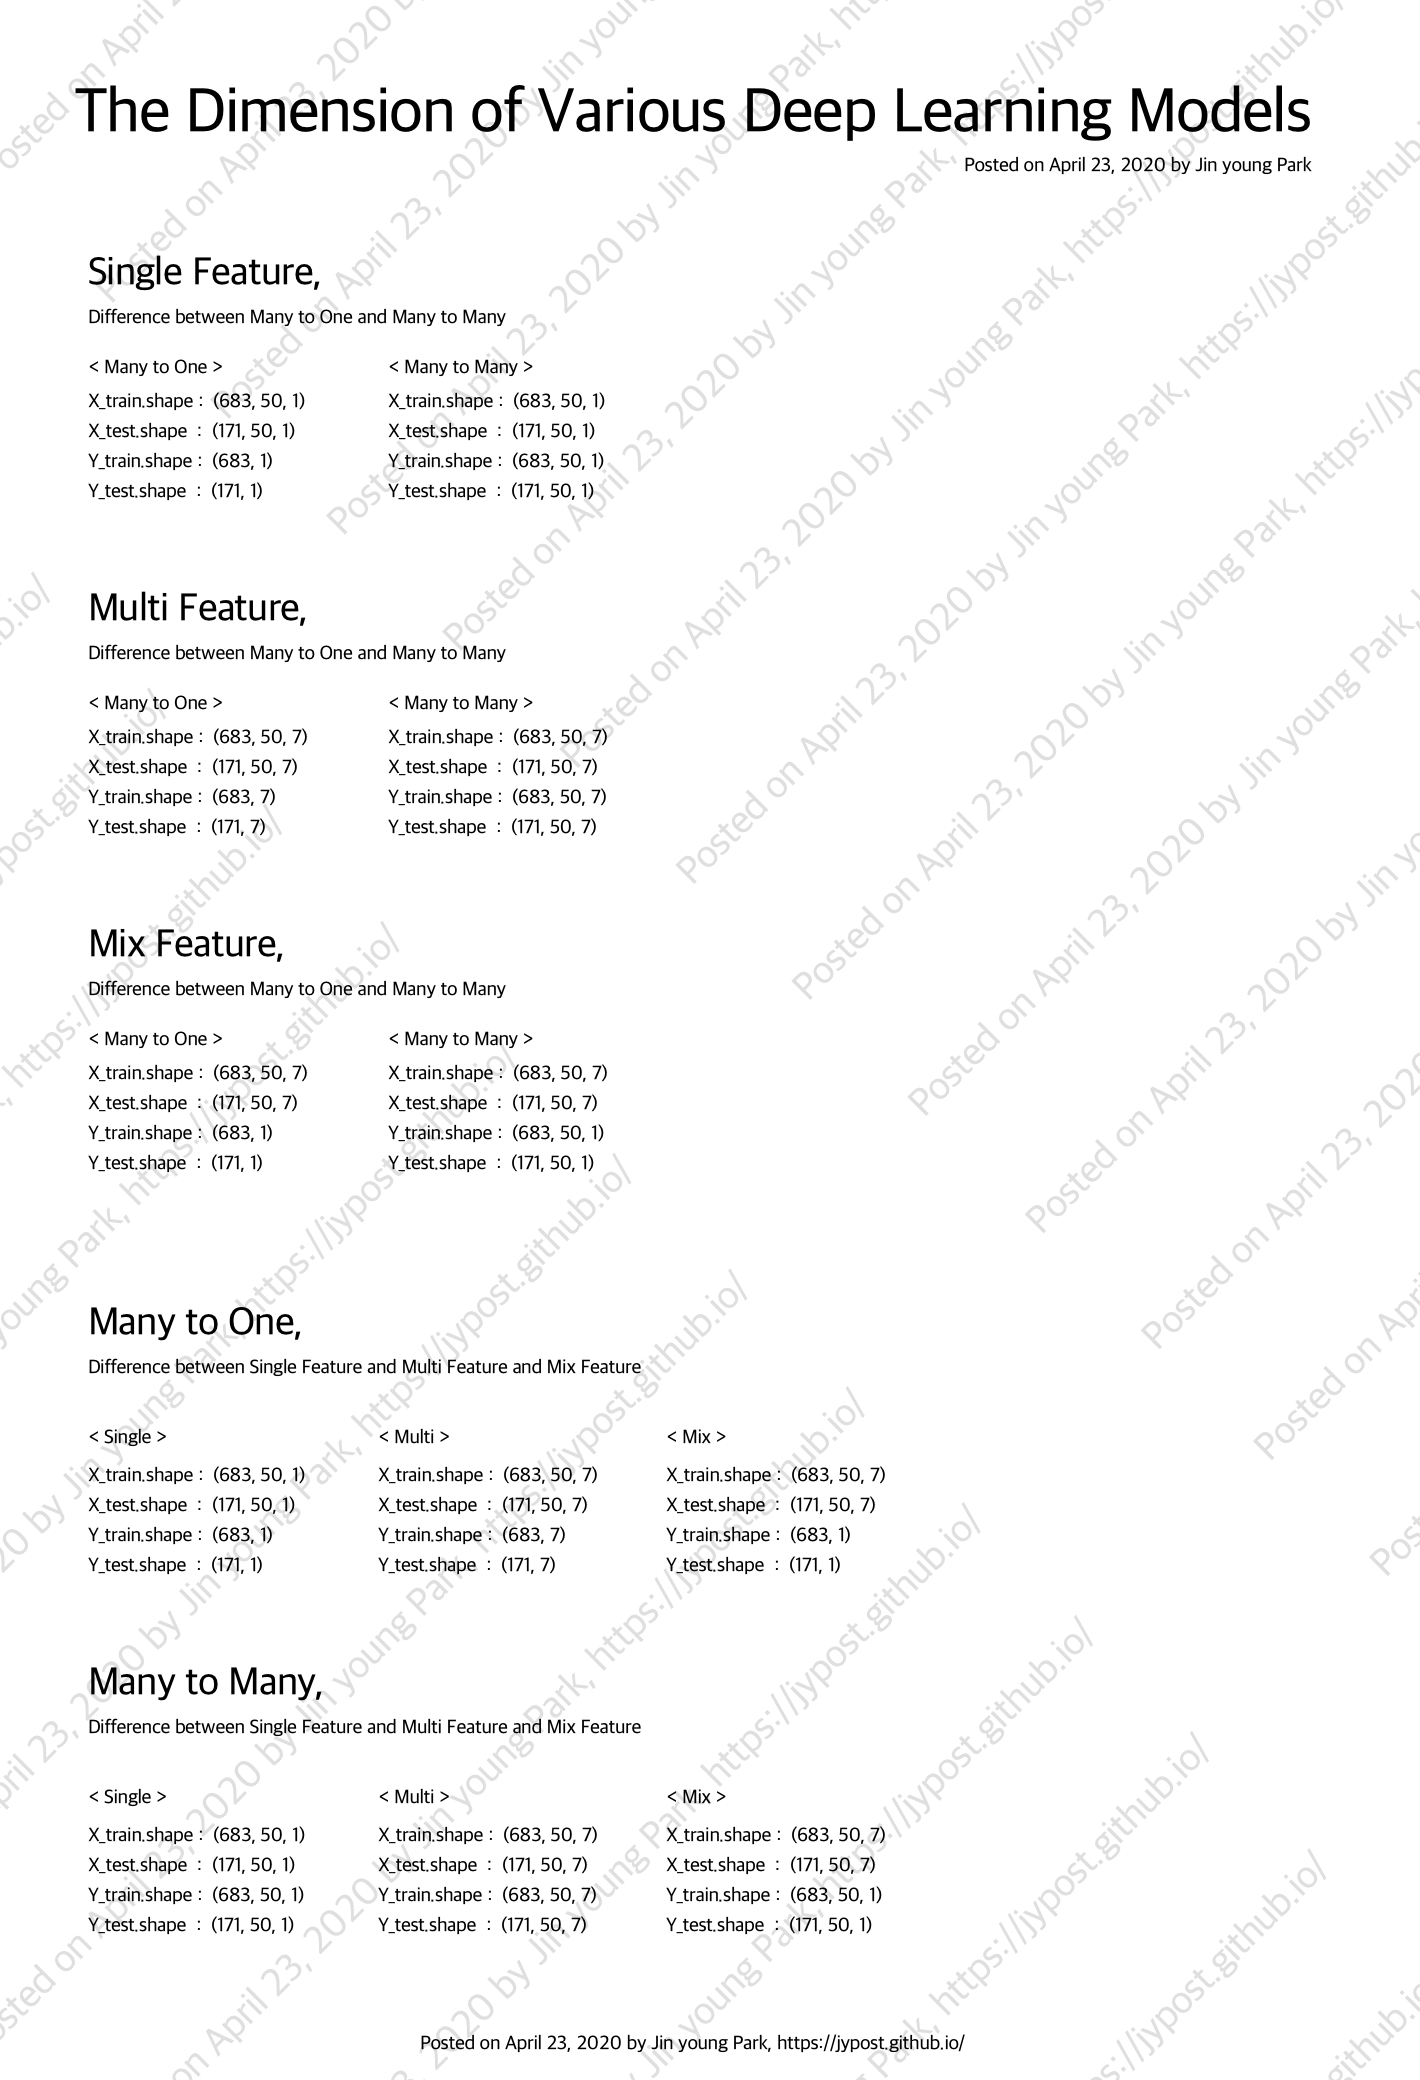 The Dimension of Various Deep Learning Models
Posted on April 23, 2020 by Jin young Park
Single Feature,
Difference between Many to One and Many to Many
< Many to One >
X_train.shape : (683, 50, 1)
X_test.shape : (171, 50, 1)
Y_train.shape : (683, 1)
Y_test.shape : (171, 1)
< Many to Many >
X_train.shape : (683, 50, 1)
X_test.shape : (171, 50, 1)
Y_train.shape : (683, 50, 1)
Y_test.shape : (171, 50, 1)
Multi Feature,
Difference between Many to One and Many to Many
< Many to One >
X_train.shape : (683, 50, 7)
X_test.shape : (171, 50, 7)
Y_train.shape : (683, 7)
Y_test.shape : (171, 7)
< Many to Many >
X_train.shape : (683, 50, 7)
X_test.shape : (171, 50, 7)
Y_train.shape : (683, 50, 7)
Y_test.shape : (171, 50, 7)
Mix Feature,
Difference between Many to One and Many to Many
< Many to One >
X_train.shape : (683, 50, 7)
X_test.shape : (171, 50, 7)
Y_train.shape : (683, 1)
Y_test.shape : (171, 1)
< Many to Many >
X_train.shape : (683, 50, 7)
X_test.shape : (171, 50, 7)
Y_train.shape : (683, 50, 1)
Y_test.shape : (171, 50, 1)
Many to One,
Difference between Single Feature and Multi Feature and Mix Feature
< Single >
X_train.shape : (683, 50, 1)
X_test.shape : (171, 50, 1)
Y_train.shape : (683, 1)
Y_test.shape : (171, 1)
< Multi >
X_train.shape : (683, 50, 7)
X_test.shape : (171, 50, 7)
Y_train.shape : (683, 7)
Y_test.shape : (171, 7)
< Mix >
X_train.shape : (683, 50, 7)
X_test.shape : (171, 50, 7)
Y_train.shape : (683, 1)
Y_test.shape : (171, 1)
Many to Many,
Difference between Single Feature and Multi Feature and Mix Feature
< Single >
X_train.shape : (683, 50, 1)
X_test.shape : (171, 50, 1)
Y_train.shape : (683, 50, 1)
Y_test.shape : (171, 50, 1)
< Multi >
X_train.shape : (683, 50, 7)
X_test.shape : (171, 50, 7)
Y_train.shape : (683, 50, 7)
Y_test.shape : (171, 50, 7)
< Mix >
X_train.shape : (683, 50, 7)
X_test.shape : (171, 50, 7)
Y_train.shape : (683, 50, 1)
Y_test.shape : (171, 50, 1)
Posted on April 23, 2020 by Jin young Park, https://jypost.github.io/